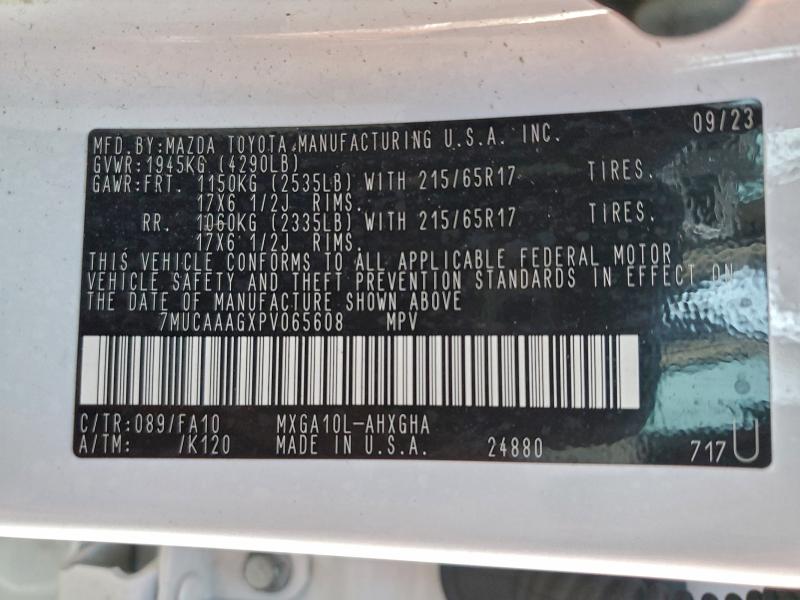 MFD.BY:MAZDA TOYOTA MANUFACTURING U.S.A. INC. 09/23
GVWR:1945KG (4290LB)
GAWR:FRT. 1150KG (2535LB) WITH 215/65R17 TIRES.
17X6 1/2J RIMS.
RR. 1060KG (2335LB) WITH 215/65R17 TIRES.
17X6 1/2J RIMS.
THIS VEHICLE CONFORMS TO ALL APPLICABLE FEDERAL MOTOR
VEHICLE SAFETY AND THEFT PREVENTION STANDARDS IN EFFECT ON
THE DATE OF MANUFACTURE SHOWN ABOVE
7MUCAAAGXPV065608 MPV
C/TR:089/FA10 MXGA10L-AHXGHA
A/TM: /K120 MADE IN U.S.A. 24880 717 U